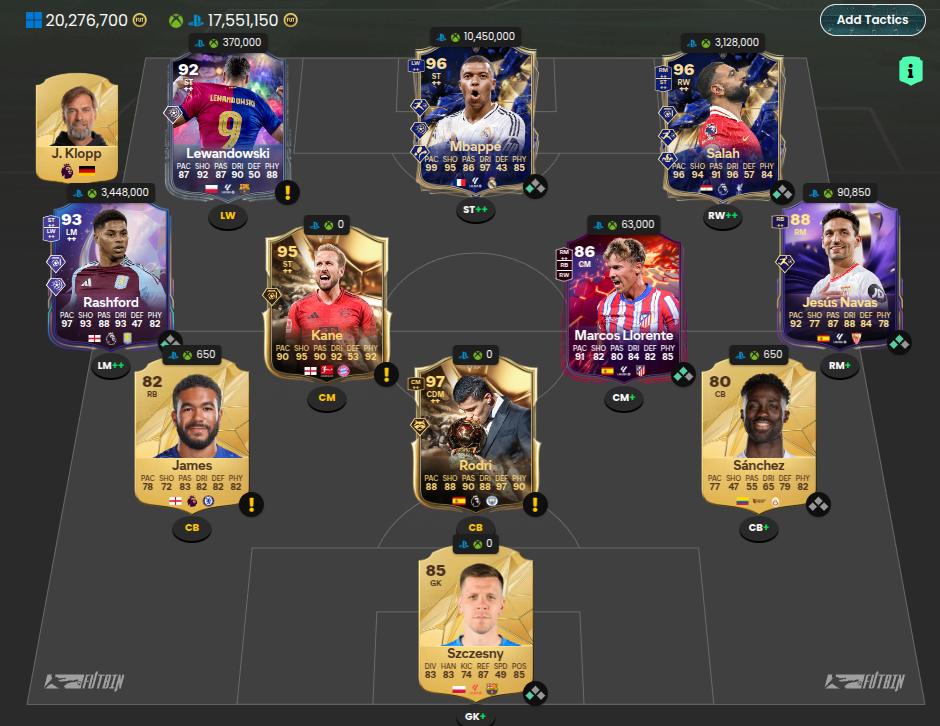 20,276,700
17,551,150
Add Tactics
J. Klopp
370,000
92
ST
++
LEWANDOWSKI
9
Lewandowski
PAC SHO PAS DRI DEF PHY
87 92 87 90 50 88
LW
10,450,000
LW
++
96
ST
++
Mbappé
PAC SHO PAS DRI DEF PHY
99 95 86 97 43 85
ST++
3,128,000
RM
++
ST
++
96
RW
++
Salah
PAC SHO PAS DRI DEF PHY
96 94 91 96 57 84
RW++
3,448,000
ST
++
LW
++
93
LM
++
Rashford
PAC SHO PAS DRI DEF PHY
97 93 88 93 47 82
LM++
0
95
ST
++
Kane
PAC SHO PAS DRI DEF PHY
90 95 90 92 53 92
CM
63,000
RM
++
RB
RW
86
CM
Marcos Llorente
PAC SHO PAS DRI DEF PHY
91 82 80 84 82 85
CM+
90,850
RB
++
88
RM
Jesús Navas
PAC SHO PAS DRI DEF PHY
92 77 87 88 84 78
RM+
650
82
RB
James
PAC SHO PAS DRI DEF PHY
78 72 83 82 82 82
CB
0
CM
++
97
CDM
++
Rodri
PAC SHO PAS DRI DEF PHY
88 88 90 88 97 90
CB
650
80
CB
Sánchez
PAC SHO PAS DRI DEF PHY
77 47 55 65 79 82
CB+
0
85
GK
Szczesny
DIV HAN KIC REF SPD POS
83 83 74 87 49 85
GK+
FUTBIN
FUTBIN